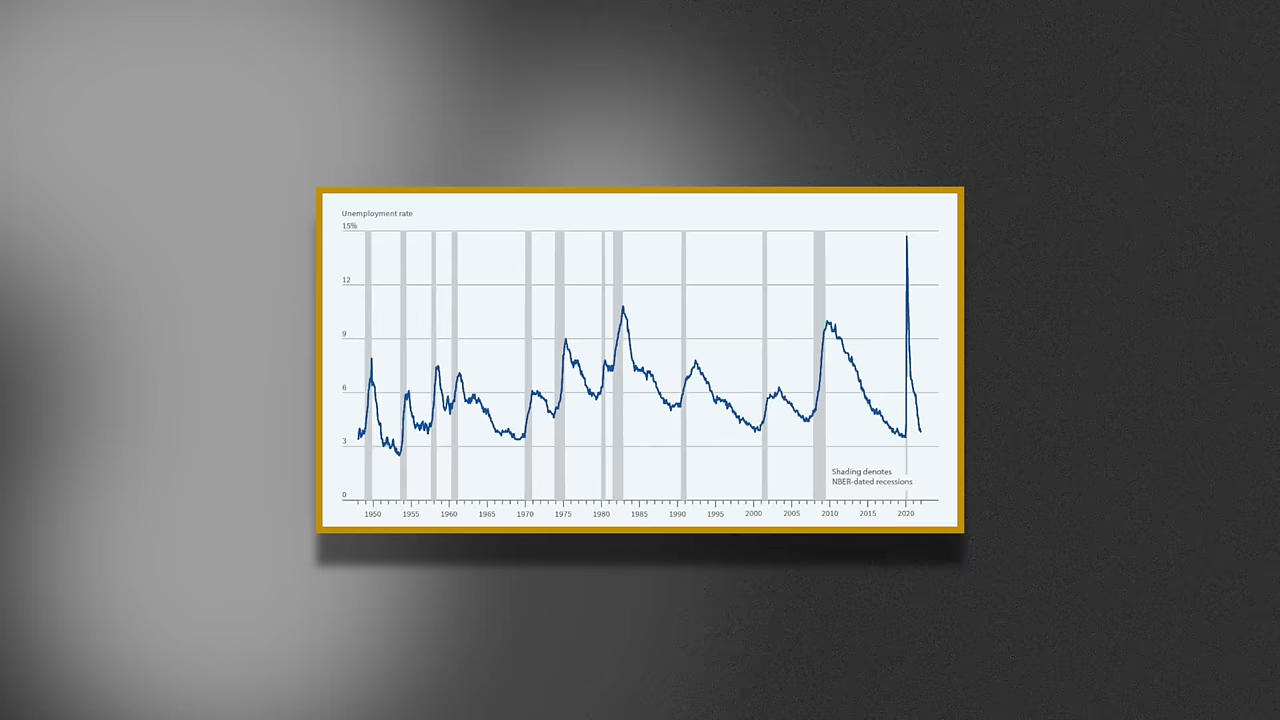 Unemployment rate
15%
12
9
6
3
Shading denotes
NBER-dated recessions
0
1950 1955 1960 1965 1970 1975 1980 1985 1990 1995 2000 2005 2010 2015 2020